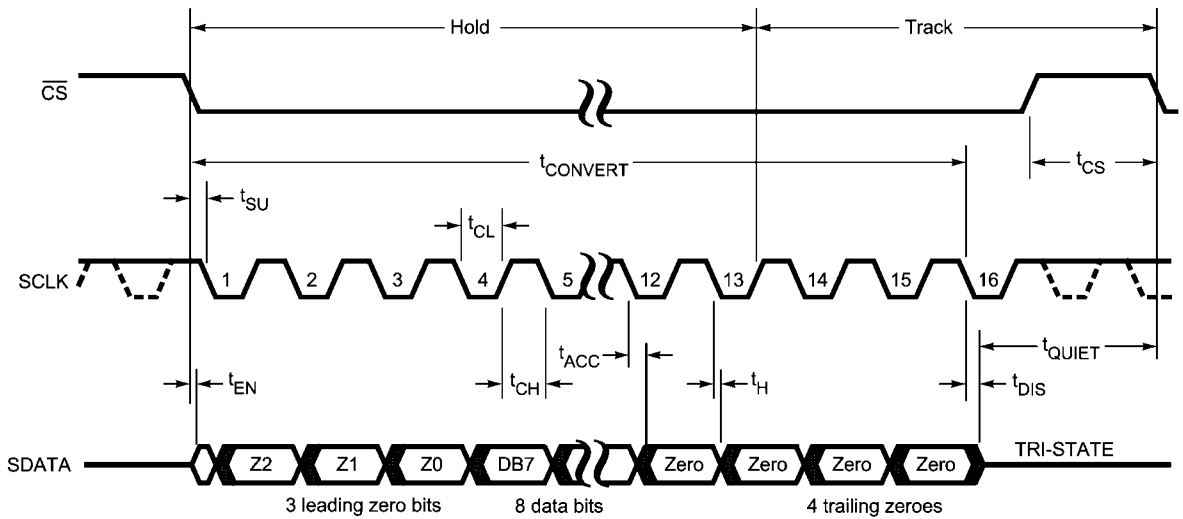 Hold
Track
CS
tCONVERT
tCS
tSU
tCL
SCLK
1 2 3 4 5 12 13 14 15 16
tACC
tQUIET
tEN
tCH
tH
tDIS
SDATA
Z2 Z1 Z0 DB7 Zero Zero Zero Zero
TRI-STATE
3 leading zero bits
8 data bits
4 trailing zeroes